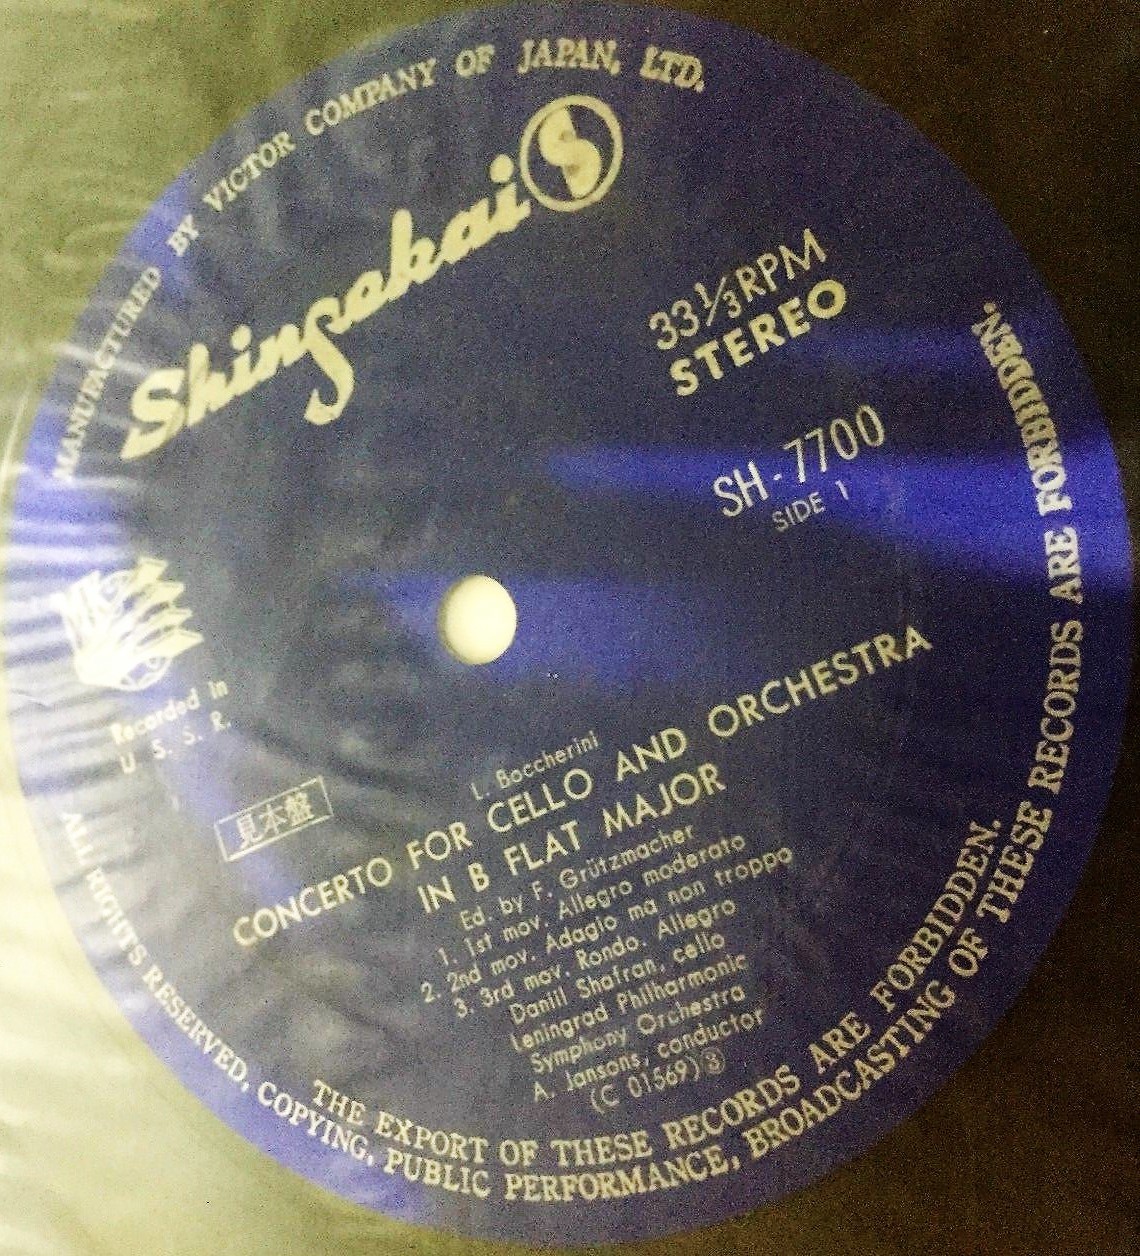 MANUFACTURED BY VICTOR COMPANY OF JAPAN, LTD.
Shinsekai
33⅓RPM
STEREO
SH-7700
SIDE 1
Recorded in
U. S. S. R.
見本盤
L. Boccherini
CONCERTO FOR CELLO AND ORCHESTRA
IN B FLAT MAJOR
Ed. by F. Grützmacher
1. 1st mov. Allegro moderato
2. 2nd mov. Adagio ma non troppo
3. 3rd mov. Rondo. Allegro
Daniil Shafran, cello
Leningrad Philharmonic
Symphony Orchestra
A. Jansons, conductor
(C 01569)③
THE EXPORT OF THESE RECORDS ARE FORBIDDEN.
ALL RIGHTS RESERVED, COPYING, PUBLIC PERFORMANCE, BROADCASTING OF THESE RECORDS ARE FORBIDDEN.